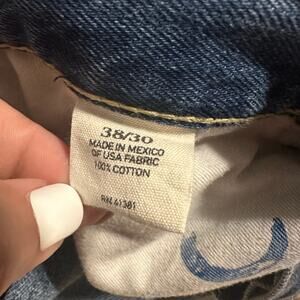 38/30
MADE IN MEXICO
OF USA FABRIC
100% COTTON
RN 41381